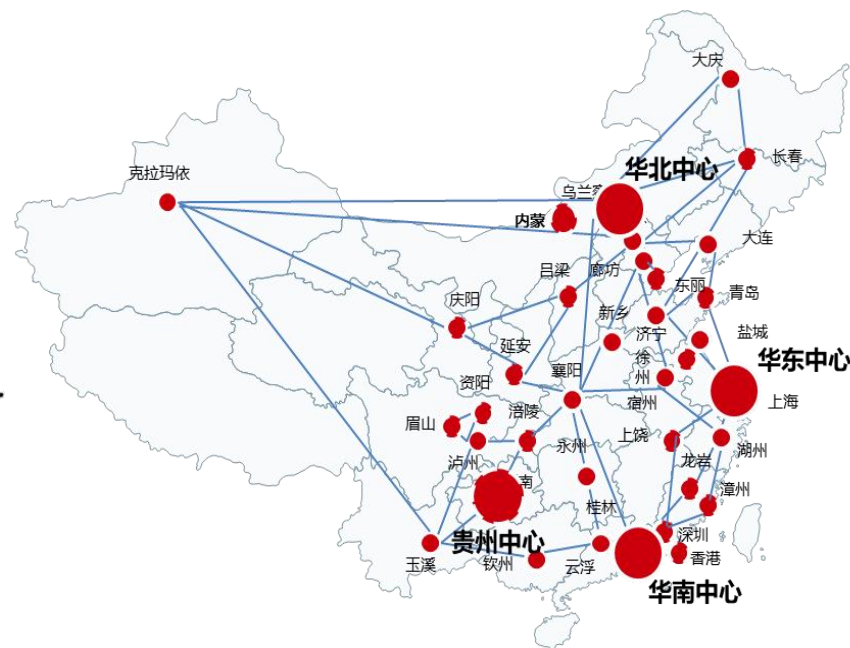 大庆
长春
克拉玛依
华北中心
乌兰察
内蒙
大连
吕梁
廊坊
东丽
青岛
庆阳
新乡
济宁
盐城
延安
徐
州
华东中心
襄阳
资阳
宿州
上海
涪陵
眉山
永州
上饶
湖州
泸州
龙岩
南
漳州
桂林
深圳
贵州中心
香港
玉溪
钦州
云浮
华南中心